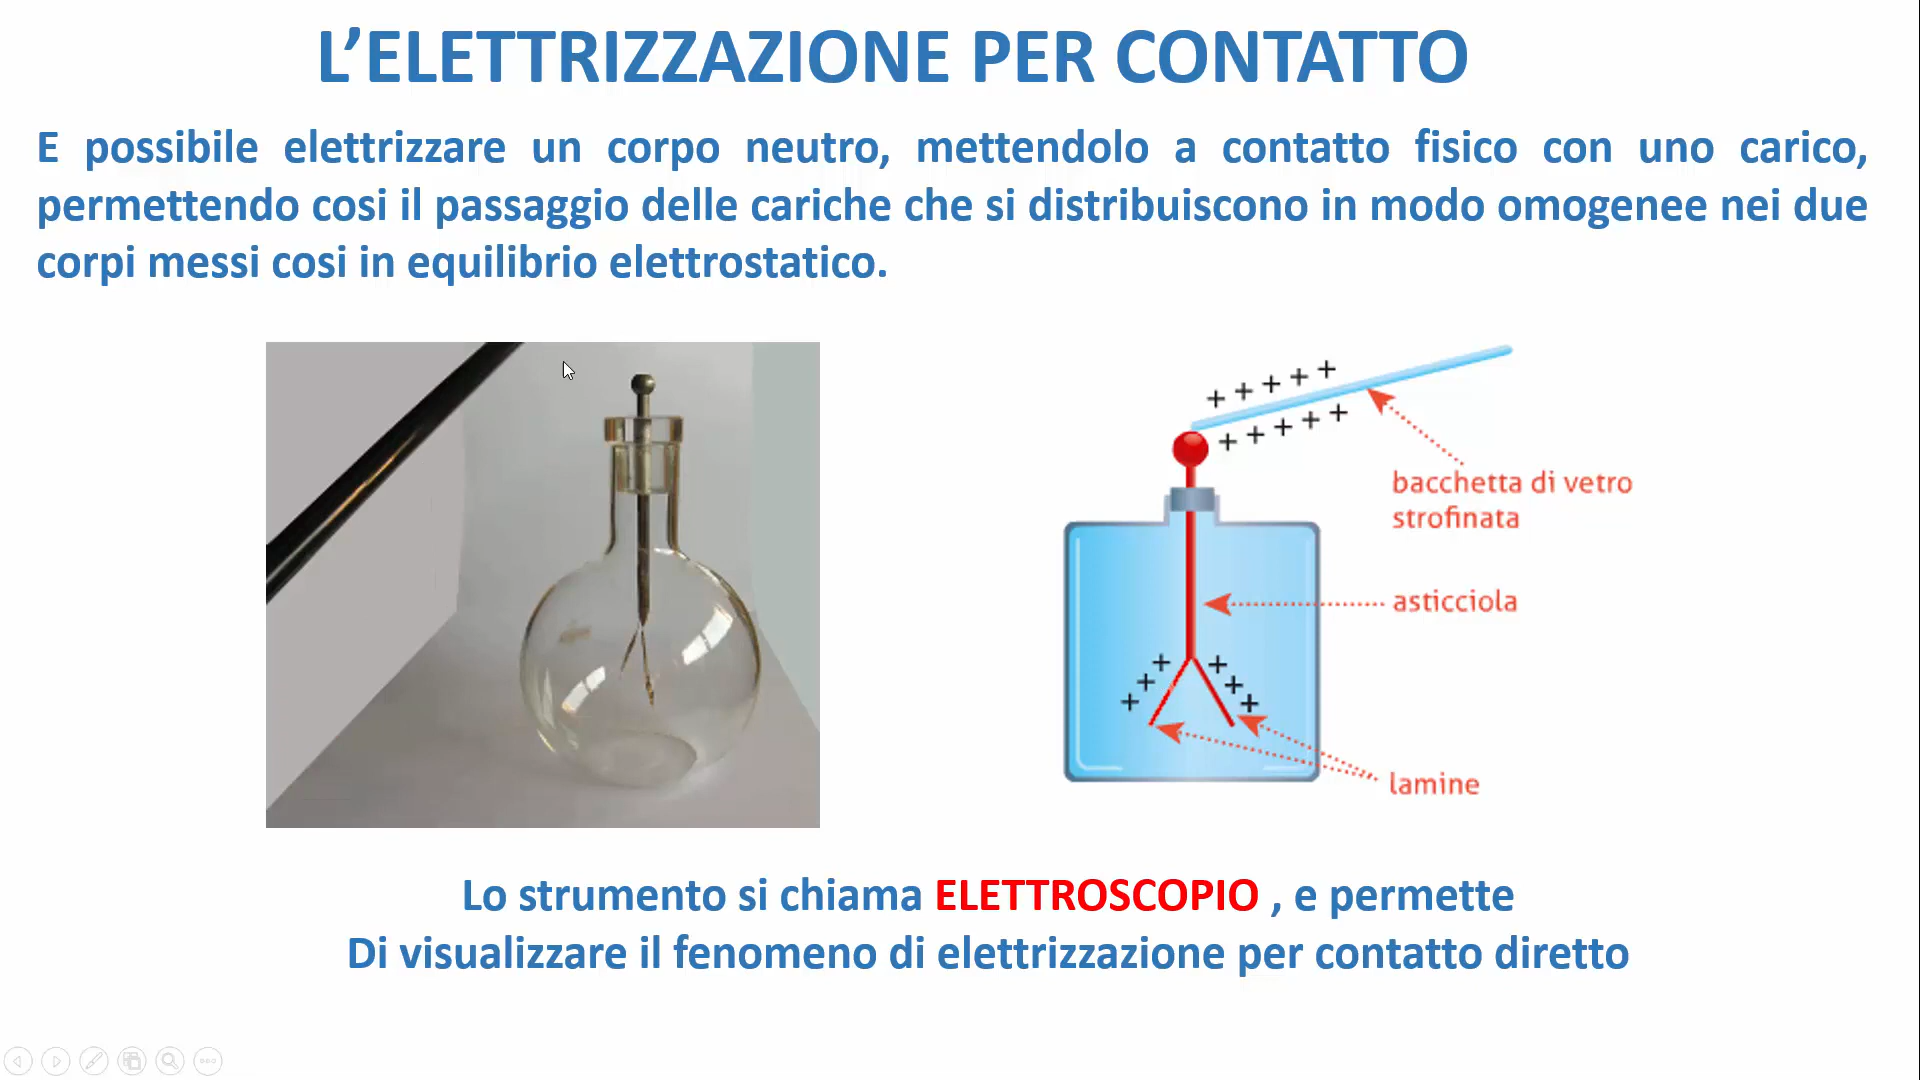 L’ELETTRIZZAZIONE PER CONTATTO
E possibile elettrizzare un corpo neutro, mettendolo a contatto fisico con uno carico,
permettendo cosi il passaggio delle cariche che si distribuiscono in modo omogenee nei due
corpi messi cosi in equilibrio elettrostatico.
+ + + + +
+ + + + +
bacchetta di vetro
strofinata
asticciola
+ + + + + +
lamine
Lo strumento si chiama ELETTROSCOPIO , e permette
Di visualizzare il fenomeno di elettrizzazione per contatto diretto